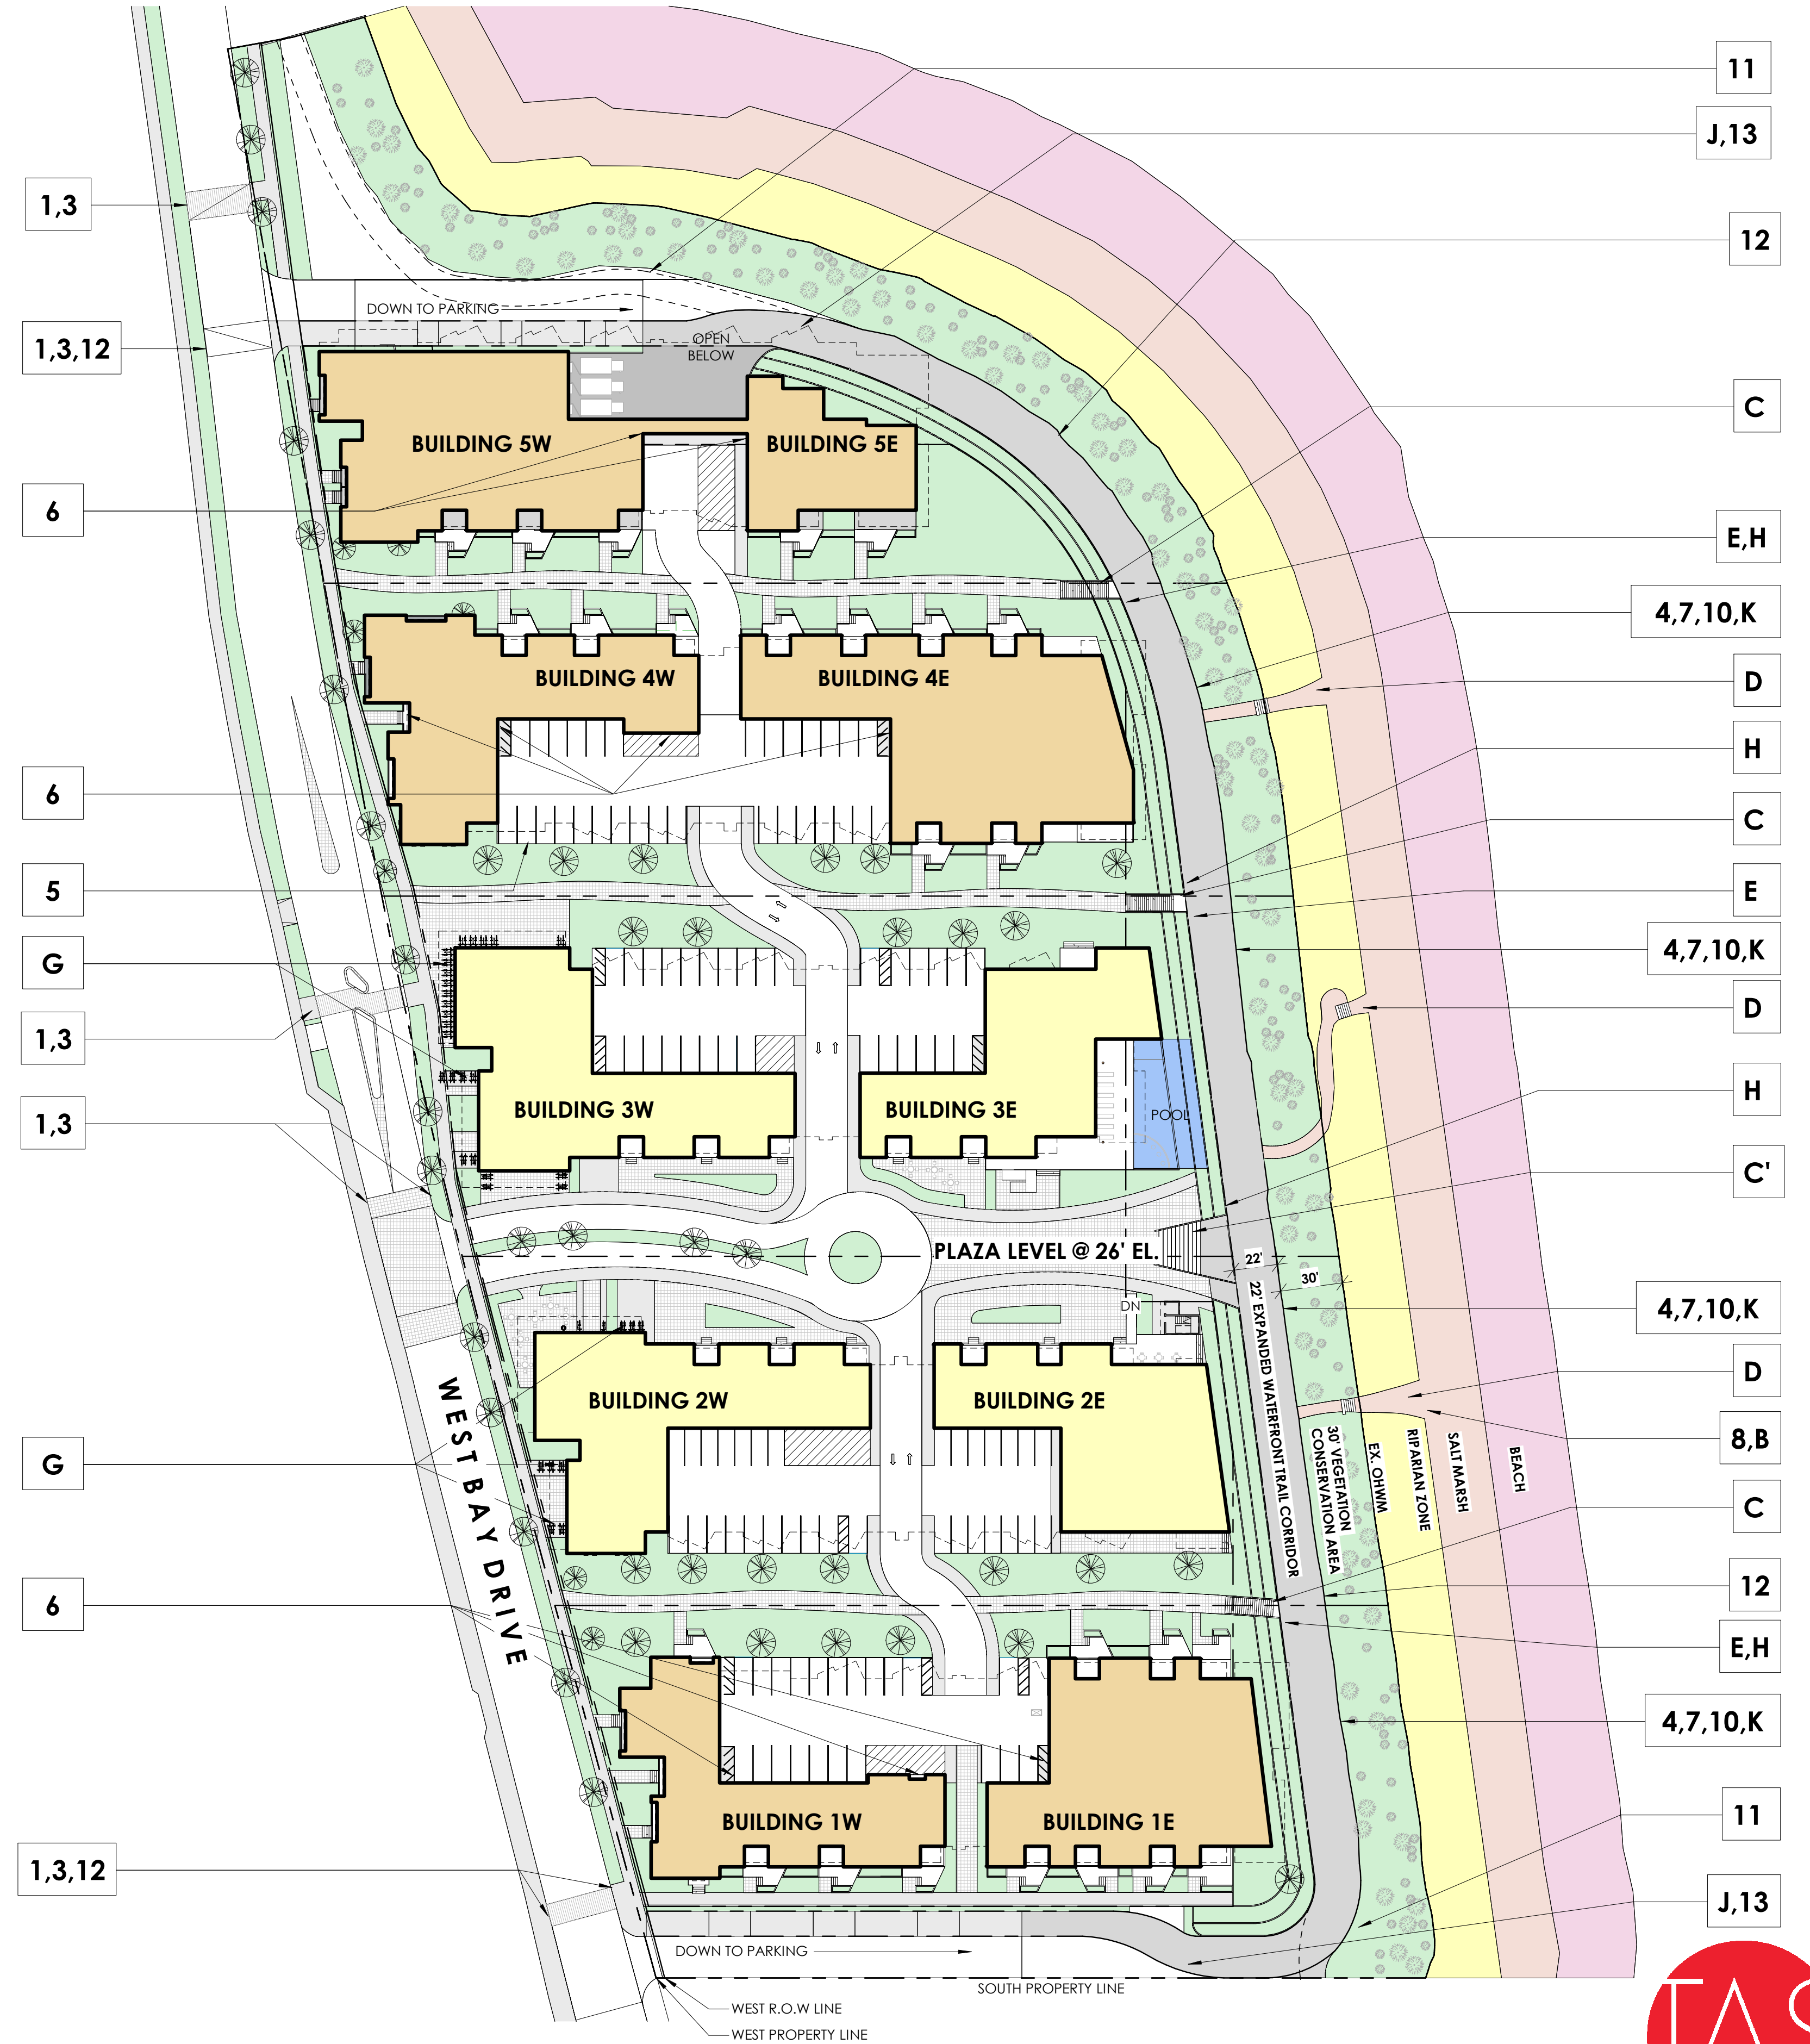 11
J,13
1,3
12
DOWN TO PARKING
1,3,12
OPEN
BELOW
C
BUILDING 5W
BUILDING 5E
6
E,H
4,7,10,K
BUILDING 4W
BUILDING 4E
D
H
6
C
5
E
G
4,7,10,K
D
1,3
H
BUILDING 3W
BUILDING 3E
POOL
1,3
C'
PLAZA LEVEL @ 26' EL.
22'
30'
DN
4,7,10,K
22' EXPANDED WATERFRONT TRAIL CORRIDOR
30' VEGETATION
CONSERVATION AREA
EX. OHWM
RIPARIAN ZONE
SALT MARSH
BEACH
D
BUILDING 2W
BUILDING 2E
8,B
WEST BAY DRIVE
G
C
12
6
E,H
4,7,10,K
BUILDING 1W
BUILDING 1E
11
1,3,12
J,13
DOWN TO PARKING
SOUTH PROPERTY LINE
WEST R.O.W LINE
WEST PROPERTY LINE
TAS